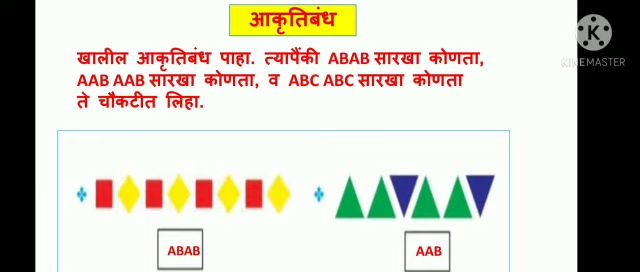 आकृतिबंध
खालील आकृतिबंध पाहा. त्यापैंकी ABAB सारखा कोणता,
AAB AAB सारखा कोणता, व ABC ABC सारखा कोणता
ते चौकटीत लिहा.
K
KINEMASTER
ABAB
AAB